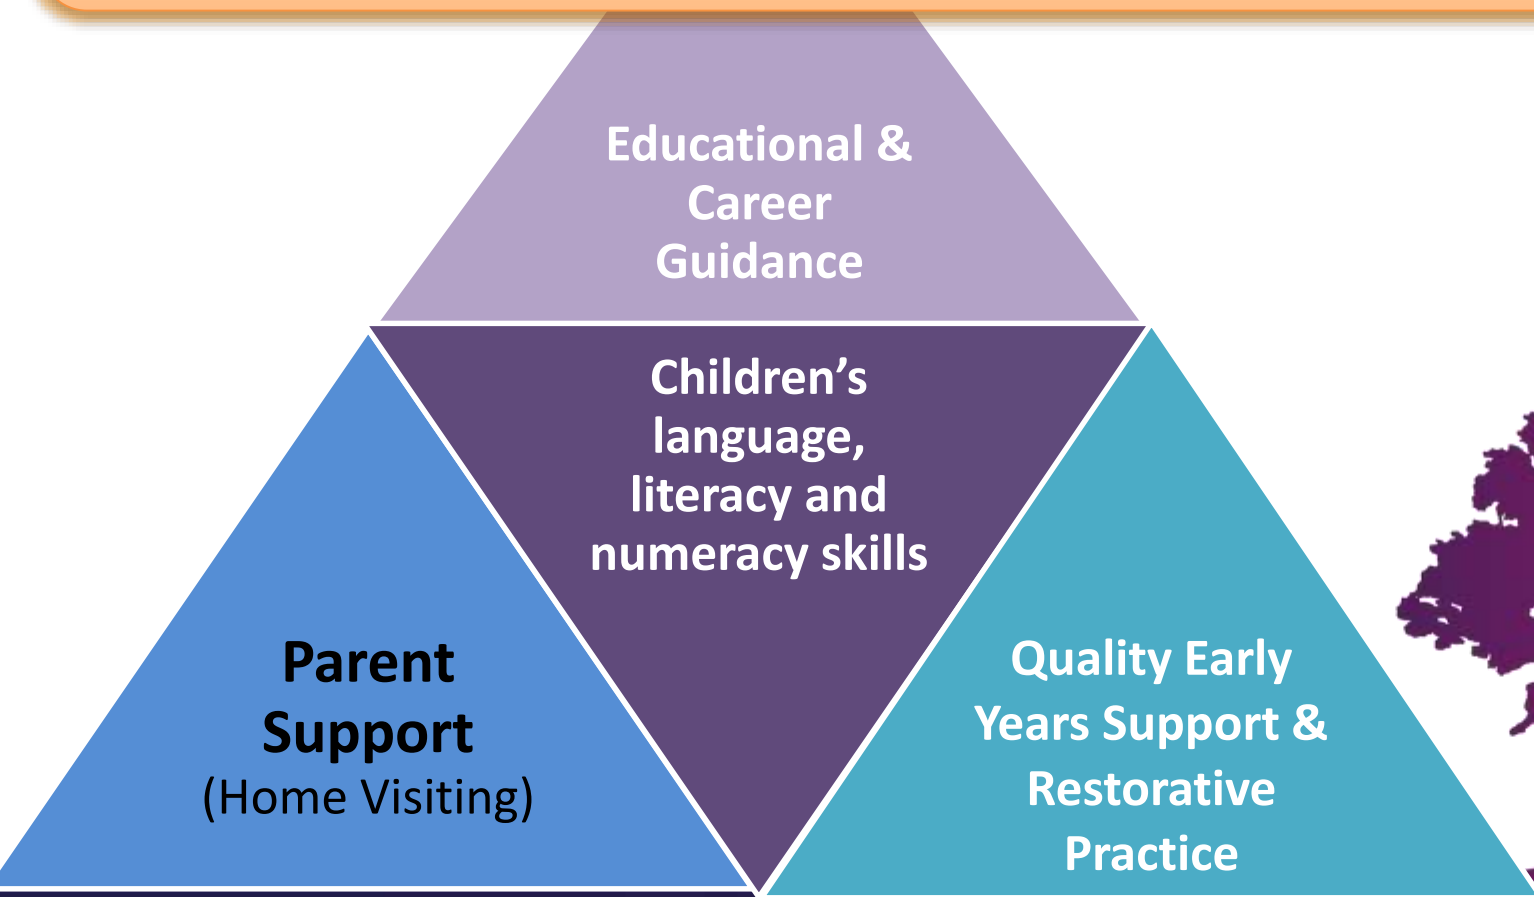 Educational &
Career
Guidance
Children’s
language,
literacy and
numeracy skills
Parent
Support
(Home Visiting)
Quality Early
Years Support &
Restorative
Practice